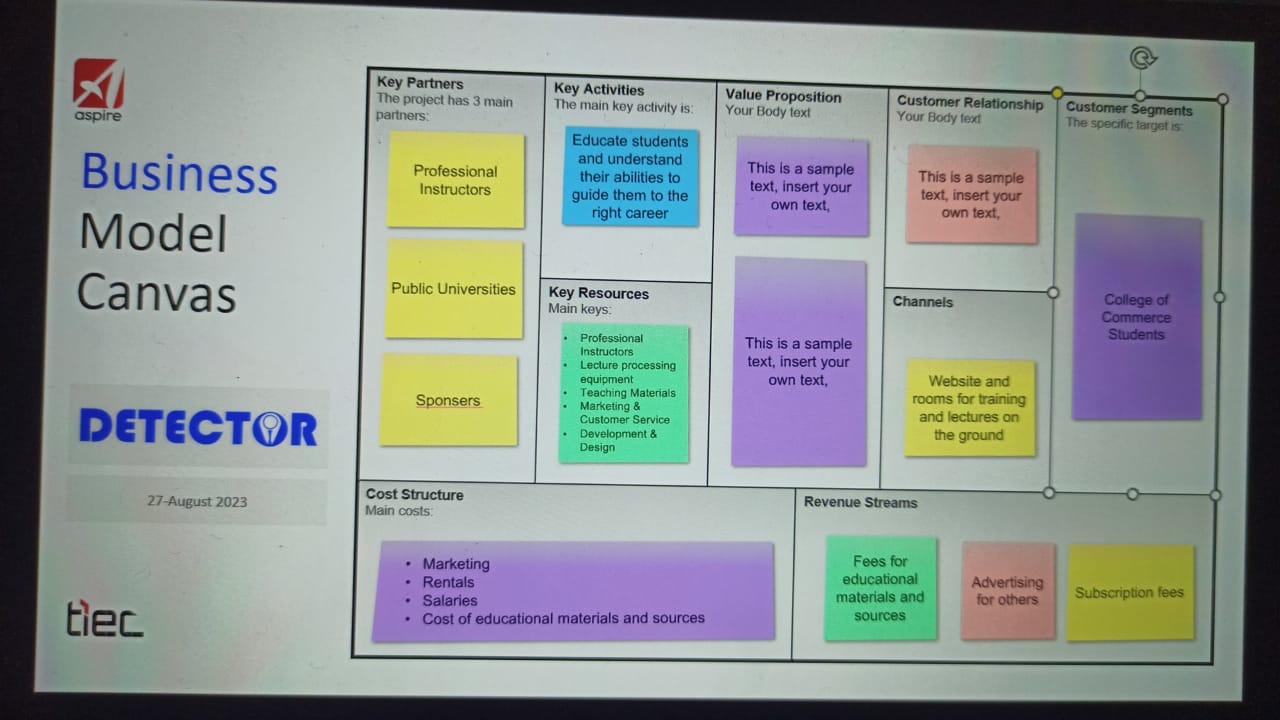 aspire
Business
Model
Canvas
DETECTOR
27-August 2023
tiec
Key Partners
The project has 3 main
partners:
Professional
Instructors
Public Universities
Sponsers
Key Activities
The main key activity is:
Educate students
and understand
their abilities to
guide them to the
right career
Key Resources
Main keys:
• Professional
Instructors
• Lecture processing
equipment
• Teaching Materials
• Marketing &
Customer Service
• Development &
Design
Value Proposition
Your Body text
This is a sample
text, insert your
own text,
This is a sample
text, insert your
own text,
Customer Relationship
Your Body text
This is a sample
text, insert your
own text,
Channels
Website and
rooms for training
and lectures on
the ground
Customer Segments
The specific target is:
College of
Commerce
Students
Cost Structure
Main costs:
• Marketing
• Rentals
• Salaries
• Cost of educational materials and sources
Revenue Streams
Fees for
educational
materials and
sources
Advertising
for others
Subscription fees